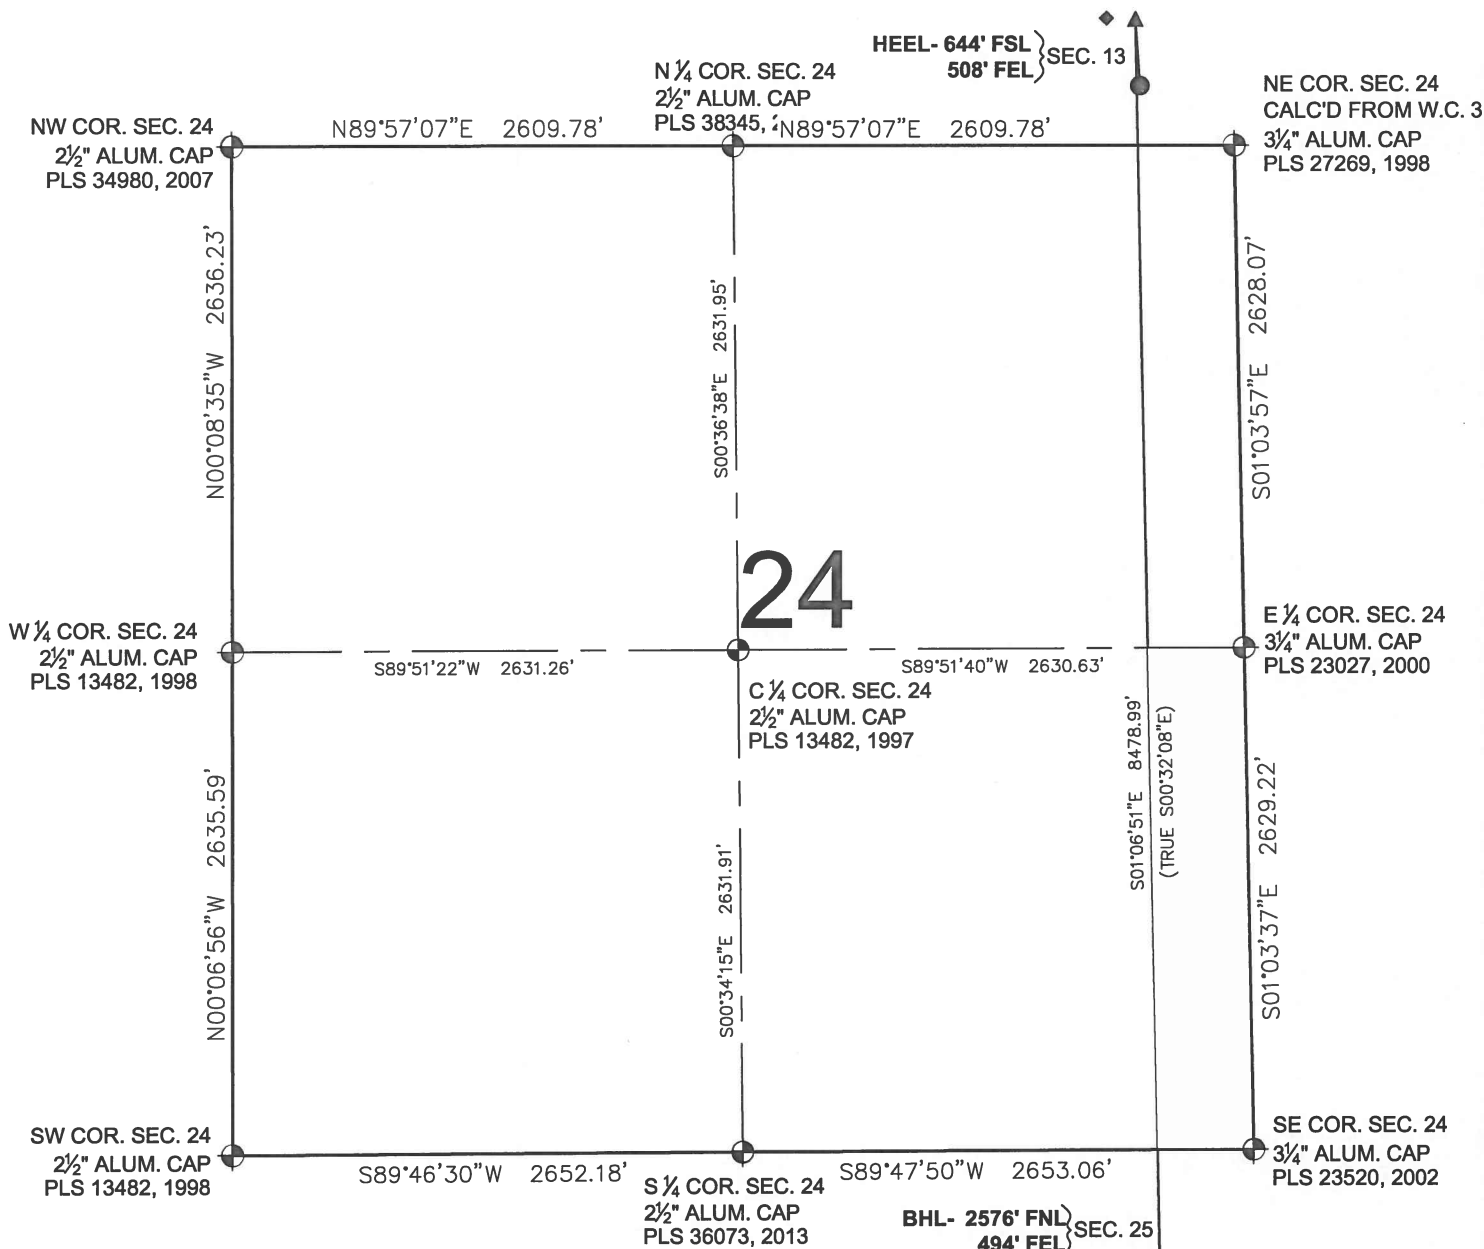 HEEL- 644' FSL
508' FEL
SEC. 13
N ¼ COR. SEC. 24
2½" ALUM. CAP
PLS 38345,
N89°57'07"E 2609.78'
N89°57'07"E 2609.78'
NE COR. SEC. 24
CALC'D FROM W.C. 3
3¼" ALUM. CAP
PLS 27269, 1998
NW COR. SEC. 24
2½" ALUM. CAP
PLS 34980, 2007
N00°08'35"W 2636.23'
S00°36'38"E 2631.95'
S01°03'57"E 2628.07'
24
W ¼ COR. SEC. 24
2½" ALUM. CAP
PLS 13482, 1998
S89°51'22"W 2631.26'
S89°51'40"W 2630.63'
E ¼ COR. SEC. 24
3¼" ALUM. CAP
PLS 23027, 2000
C ¼ COR. SEC. 24
2½" ALUM. CAP
PLS 13482, 1997
N00°06'56"W 2635.59'
S00°34'15"E 2631.91'
S01°06'51"E 8478.99'
(TRUE S00°32'08"E)
S01°03'37"E 2629.22'
SW COR. SEC. 24
2½" ALUM. CAP
PLS 13482, 1998
S89°46'30"W 2652.18'
S89°47'50"W 2653.06'
SE COR. SEC. 24
3¼" ALUM. CAP
PLS 23520, 2002
S ¼ COR. SEC. 24
2½" ALUM. CAP
PLS 36073, 2013
BHL- 2576' FNL
494' FEL
SEC. 25